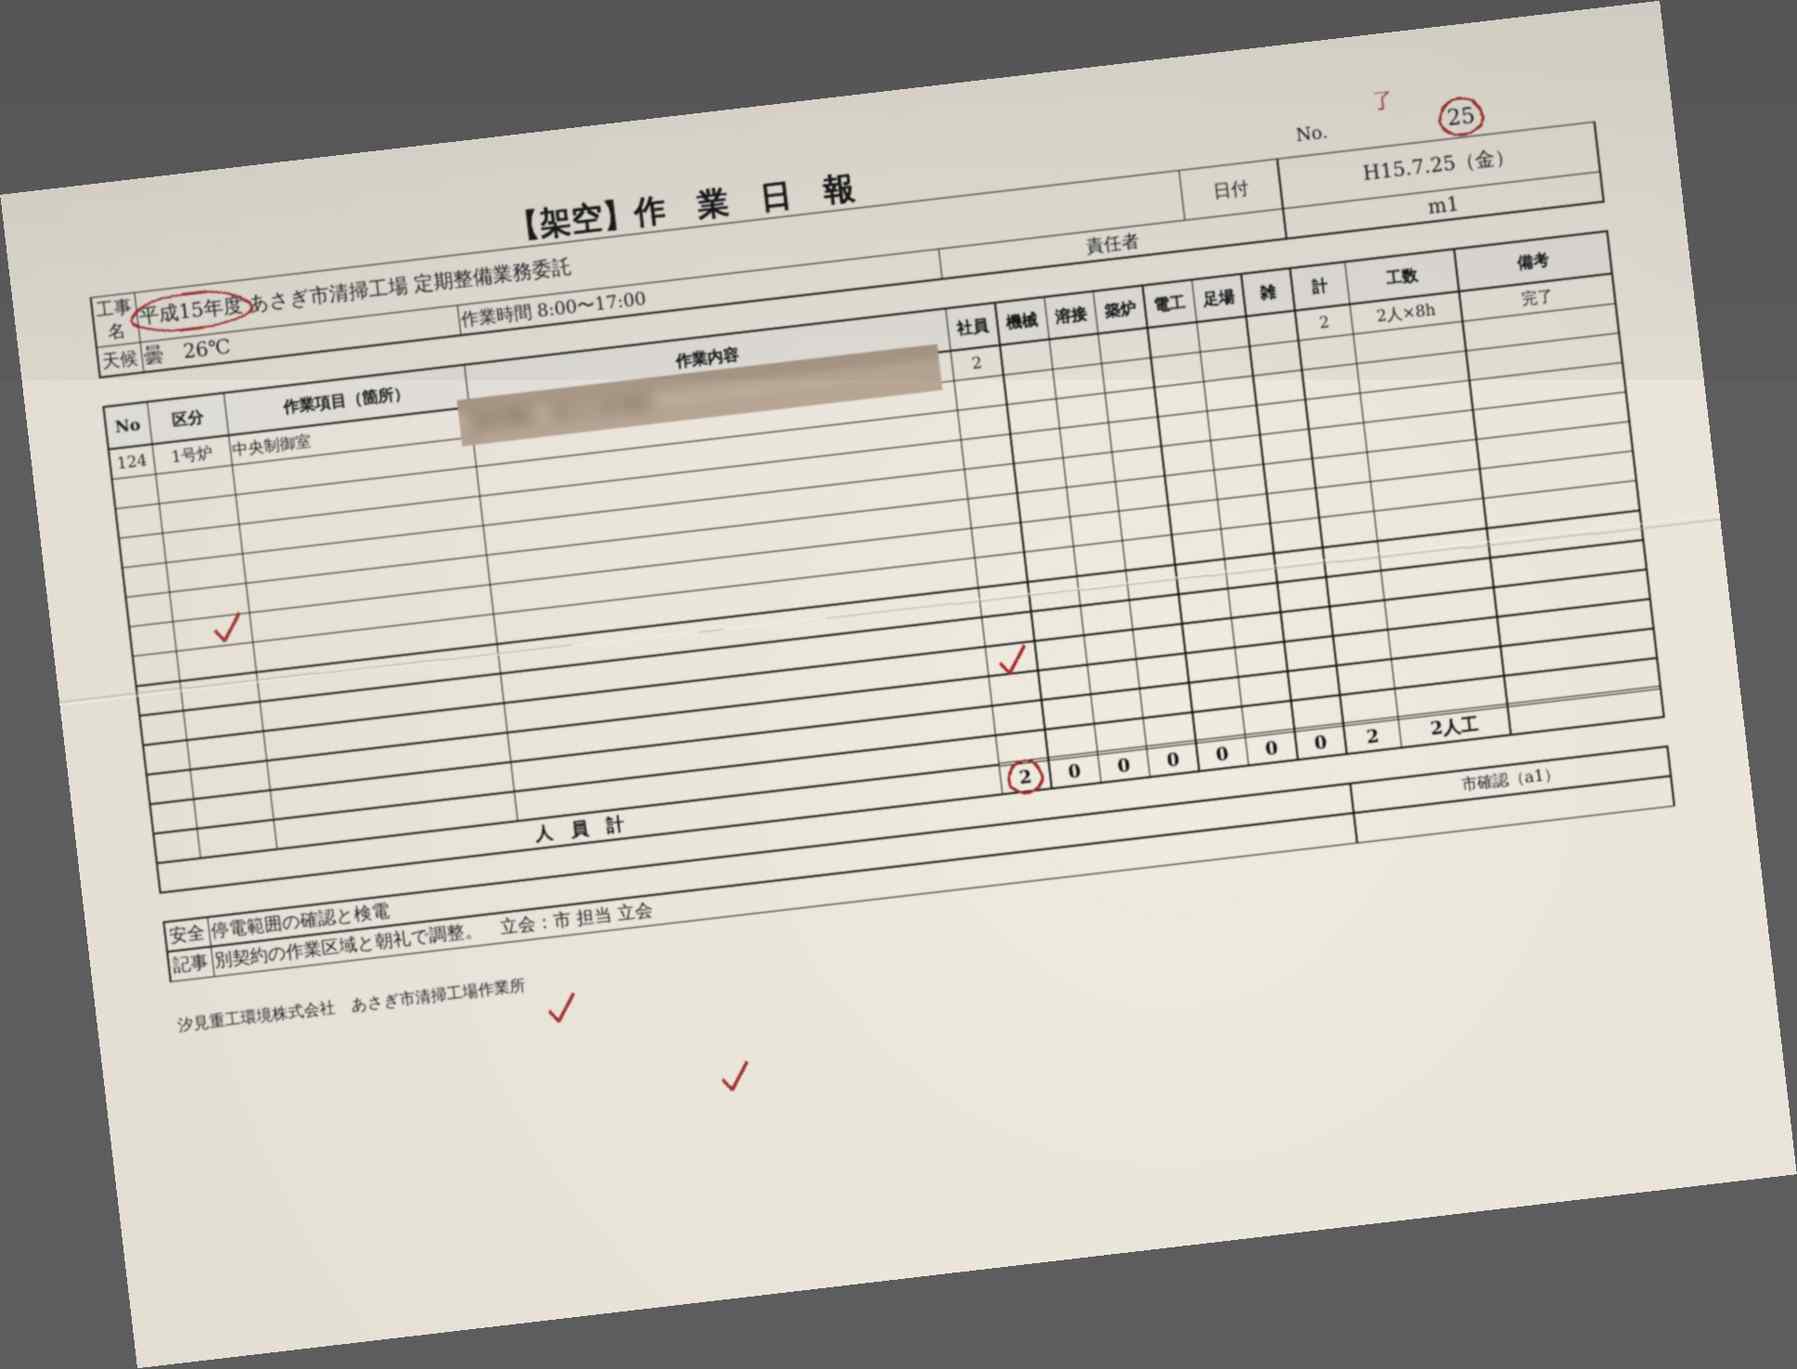 了
No. 25
【架空】作 業 日 報
工事名 平成15年度 あさぎ市清掃工場 定期整備業務委託 日付 H15.7.25（金）
天候 曇 26℃ 作業時間 8:00〜17:00 責任者 m1
No 区分 作業項目（箇所） 作業内容 社員 機械 溶接 築炉 電工 足場 雑 計 工数 備考
124 1号炉 中央制御室 2 2 2人×8h 完了
人 員 計 2 0 0 0 0 0 0 2 2人工
市確認（a1）
安全 停電範囲の確認と検電
記事 別契約の作業区域と朝礼で調整。 立会：市 担当 立会
汐見重工環境株式会社 あさぎ市清掃工場作業所